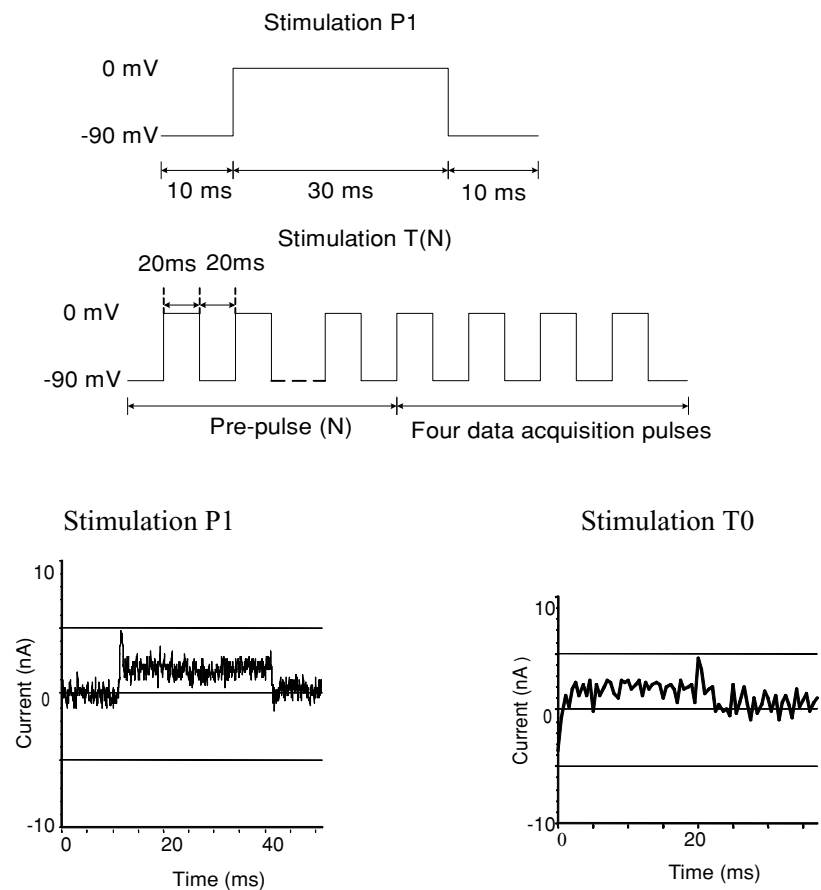 Stimulation P1
0 mV
-90 mV
10 ms 30 ms 10 ms
Stimulation T(N)
20ms 20ms
0 mV
-90 mV
Pre-pulse (N) Four data acquisition pulses
Stimulation P1 Stimulation T0
10
0
-10
Current (nA)
0 20 40
Time (ms)
10
0
-10
Current (nA )
0 20
Time (ms)